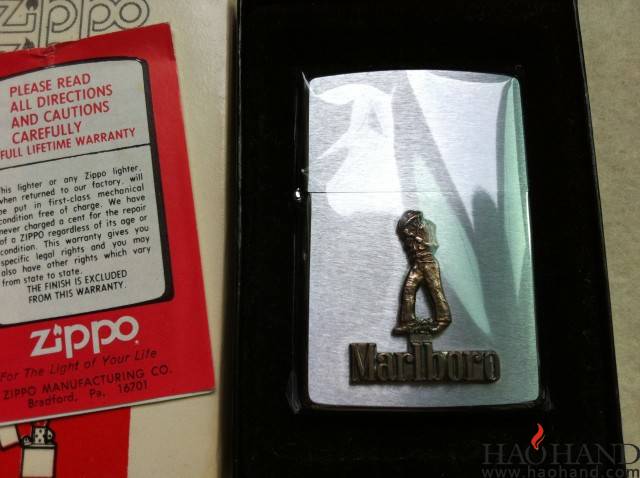 zippo
zippo
PLEASE READ
ALL DIRECTIONS
AND CAUTIONS
CAREFULLY
FULL LIFETIME WARRANTY
This lighter or any Zippo lighter,
when returned to our factory, will
be put in first-class mechanical
condition free of charge. We have
never charged a cent for the repair
of a ZIPPO regardless of its age or
condition. This warranty gives you
specific legal rights and you may
also have other rights which vary
from state to state.
THE FINISH IS EXCLUDED
FROM THIS WARRANTY.
zippo
For The Light of Your Life
ZIPPO MANUFACTURING CO.
Bradford, Pa. 16701
Marlboro
HAOHAND
www.haohand.com